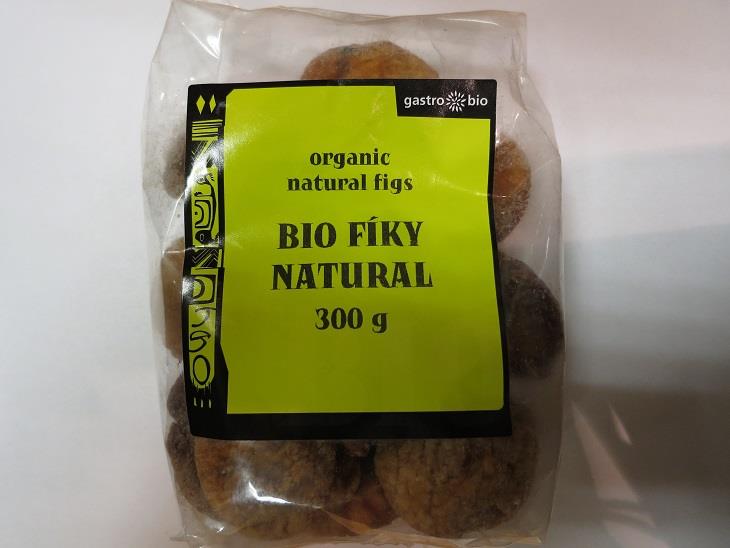 gastro bio
organic
natural figs
BIO FÍKY
NATURAL
300 g